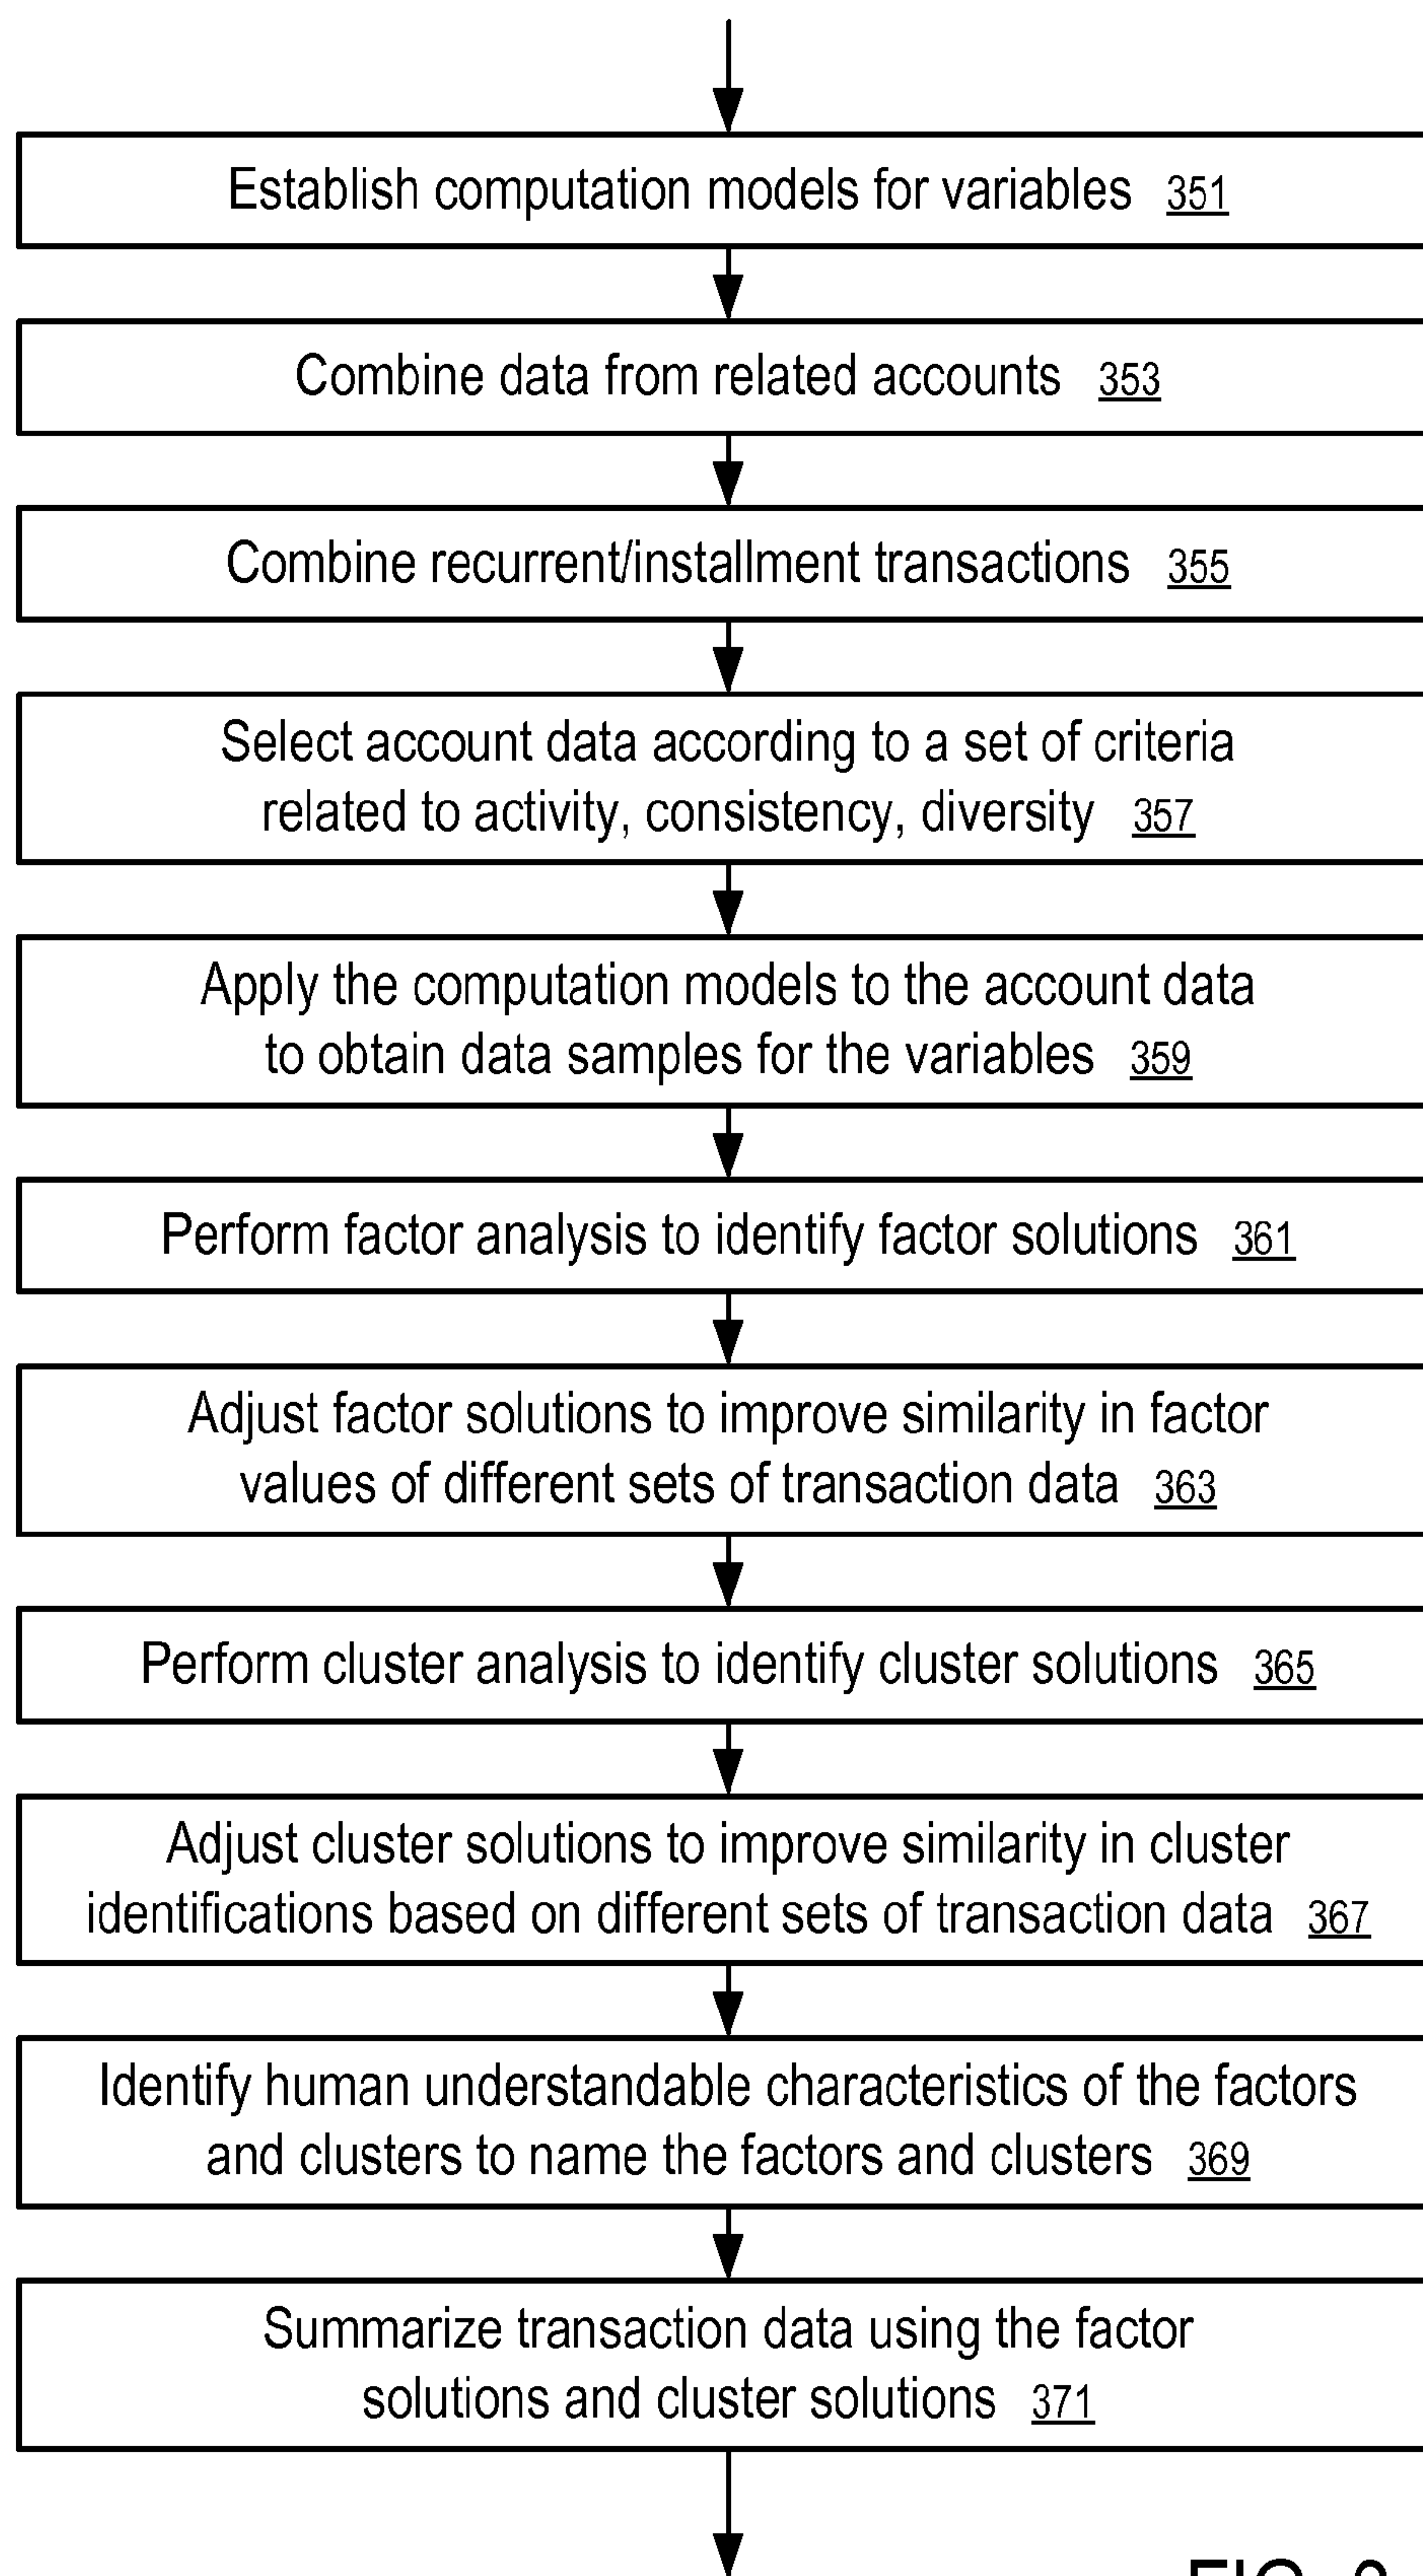 Establish computation models for variables 351
Combine data from related accounts 353
Combine recurrent/installment transactions 355
Select account data according to a set of criteria
related to activity, consistency, diversity 357
Apply the computation models to the account data
to obtain data samples for the variables 359
Perform factor analysis to identify factor solutions 361
Adjust factor solutions to improve similarity in factor
values of different sets of transaction data 363
Perform cluster analysis to identify cluster solutions 365
Adjust cluster solutions to improve similarity in cluster
identifications based on different sets of transaction data 367
Identify human understandable characteristics of the factors
and clusters to name the factors and clusters 369
Summarize transaction data using the factor
solutions and cluster solutions 371
FIG.